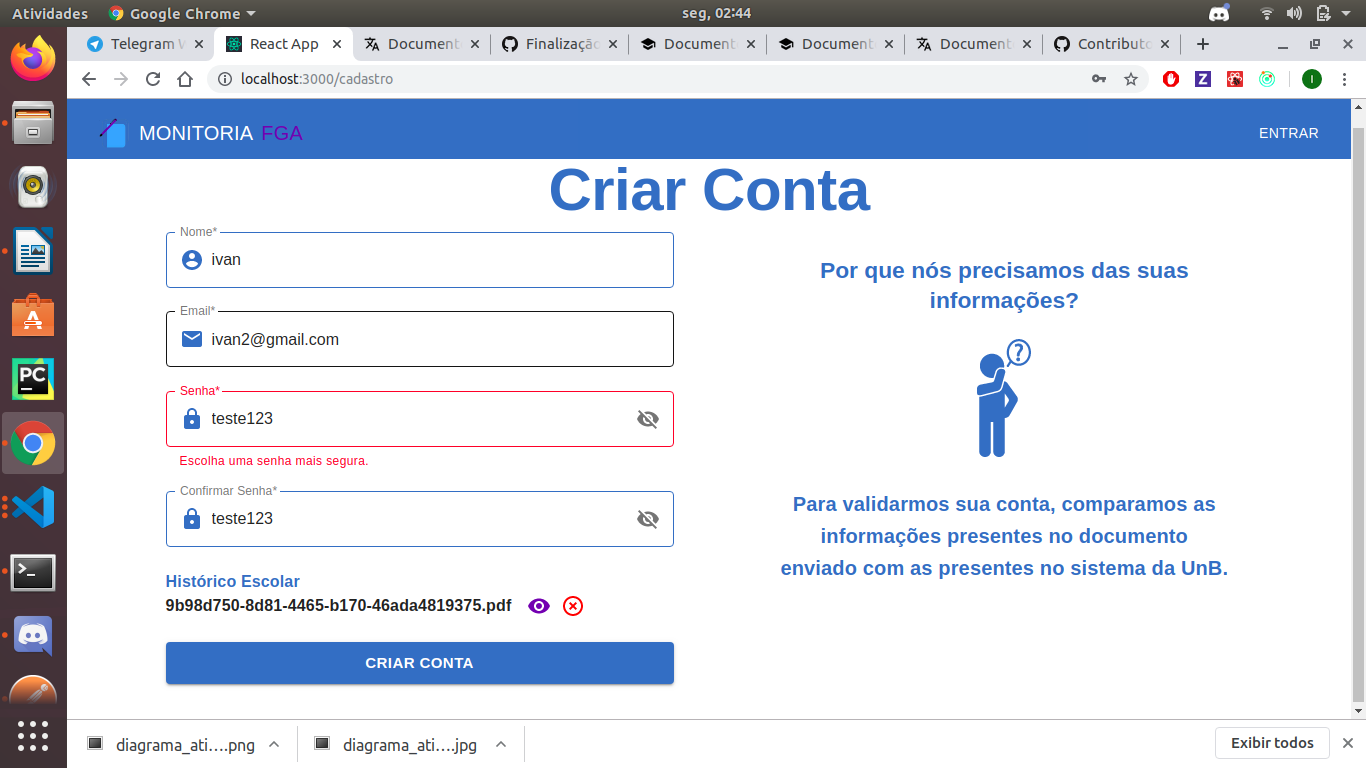 Atividades
Google Chrome
seg, 02:44
Telegram W
React App
Document
Finalizaçã
Document
Document
Document
Contributo
localhost:3000/cadastro
I
MONITORIA FGA
ENTRAR
Criar Conta
Nome*
ivan
Email*
ivan2@gmail.com
Senha*
teste123
Escolha uma senha mais segura.
Confirmar Senha*
teste123
Histórico Escolar
9b98d750-8d81-4465-b170-46ada4819375.pdf
CRIAR CONTA
Por que nós precisamos das suas
informações?
?
Para validarmos sua conta, comparamos as
informações presentes no documento
enviado com as presentes no sistema da UnB.
PC
diagrama_ati….png
diagrama_ati….jpg
Exibir todos